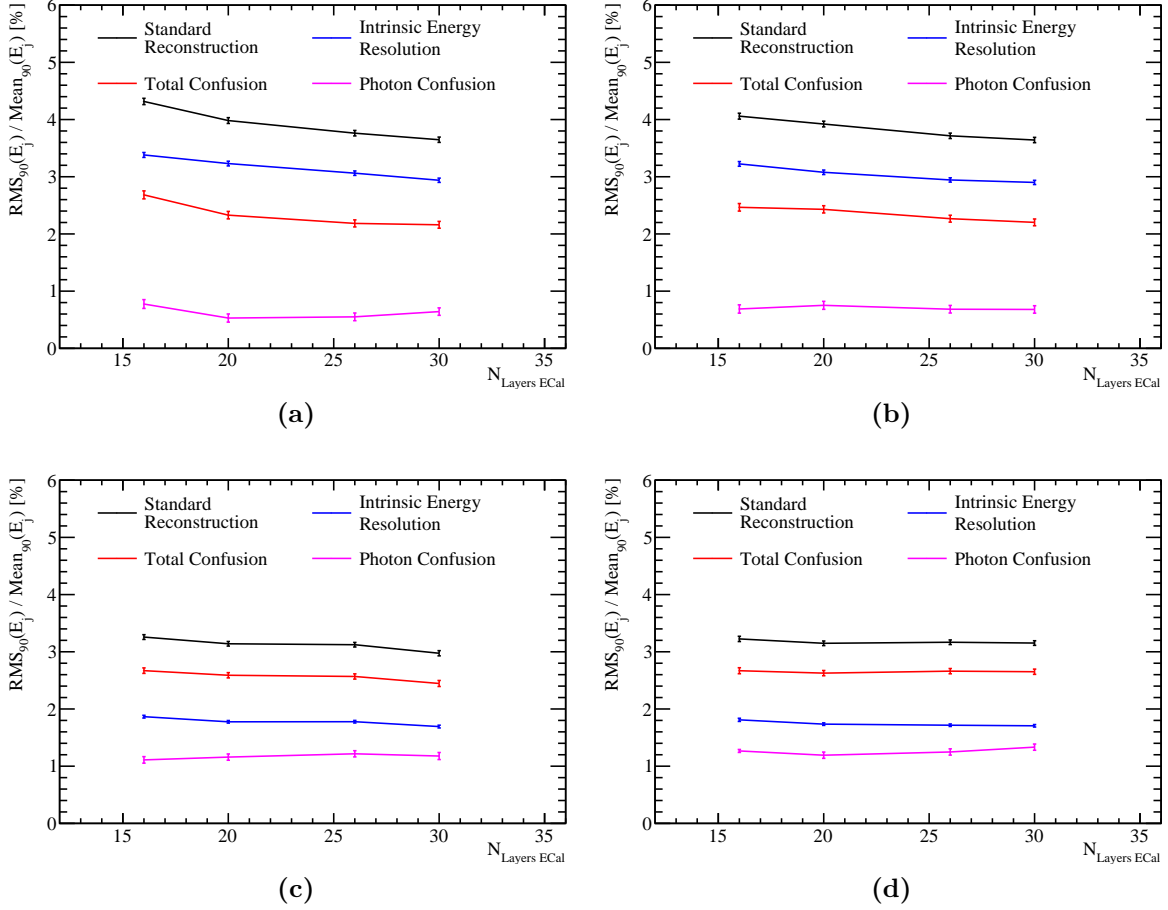 RMS90(Ej) / Mean90(Ej) [%]
6
5
4
3
2
1
0
Standard
Reconstruction
Intrinsic Energy
Resolution
Total Confusion
Photon Confusion
15 20 25 30 35
NLayers ECal
(a)
RMS90(Ej) / Mean90(Ej) [%]
6
5
4
3
2
1
0
Standard
Reconstruction
Intrinsic Energy
Resolution
Total Confusion
Photon Confusion
15 20 25 30 35
NLayers ECal
(b)
RMS90(Ej) / Mean90(Ej) [%]
6
5
4
3
2
1
0
Standard
Reconstruction
Intrinsic Energy
Resolution
Total Confusion
Photon Confusion
15 20 25 30 35
NLayers ECal
(c)
RMS90(Ej) / Mean90(Ej) [%]
6
5
4
3
2
1
0
Standard
Reconstruction
Intrinsic Energy
Resolution
Total Confusion
Photon Confusion
15 20 25 30 35
NLayers ECal
(d)